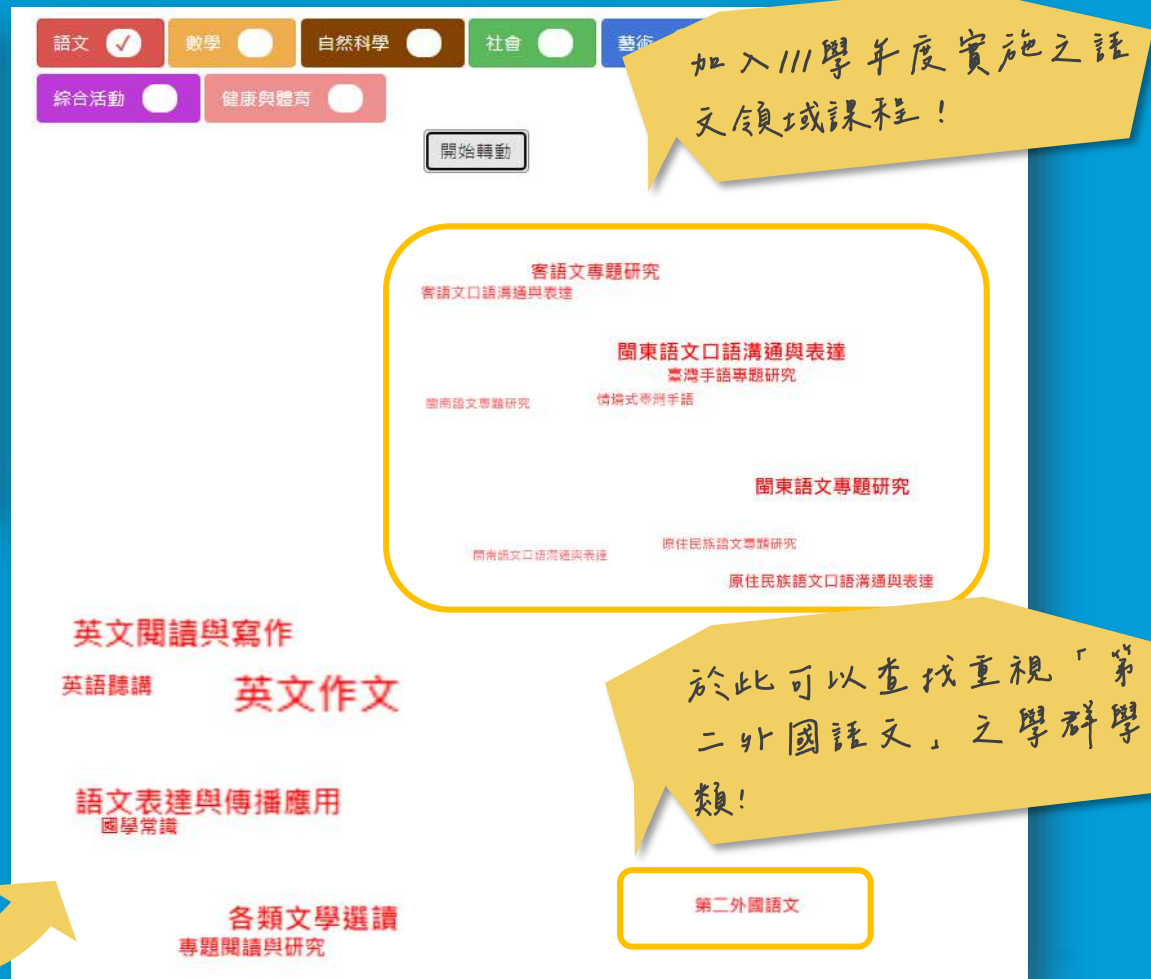 語文
數學
自然科學
社會
藝術
綜合活動
健康與體育
開始轉動
加入111學年度實施之語
文領域課程！
客語文專題研究
客語文口語溝通與表達
閩東語文口語溝通與表達
臺灣手語專題研究
情境式臺灣手語
閩南語文專題研究
閩東語文專題研究
原住民族語文專題研究
閩南語文口語溝通與表達
原住民族語文口語溝通與表達
英文閱讀與寫作
英語聽講
英文作文
於此可以查找重視「第
二外國語文」之學群學
類！
語文表達與傳播應用
國學常識
各類文學選讀
專題閱讀與研究
第二外國語文